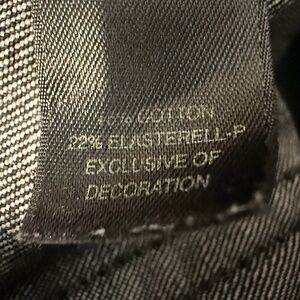 % COTTON
22% ELASTERELL-P
EXCLUSIVE OF
DECORATION